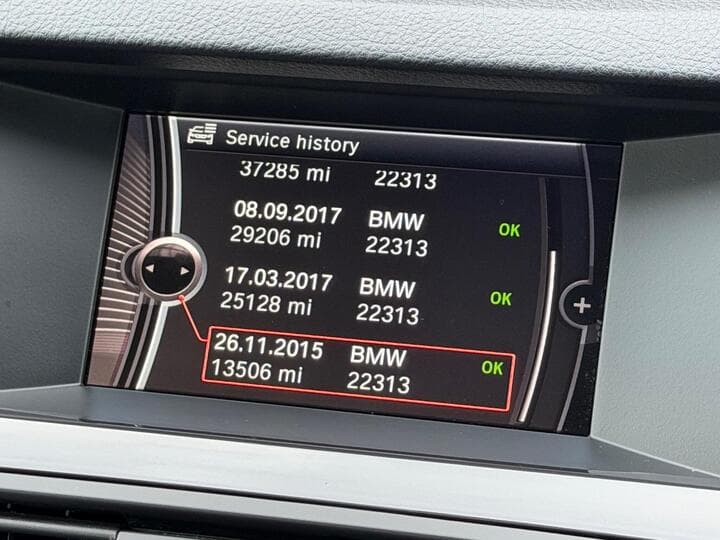 Service history
37285 mi 22313
08.09.2017 BMW OK
29206 mi 22313
17.03.2017 BMW OK
25128 mi 22313
26.11.2015 BMW OK
13506 mi 22313
+